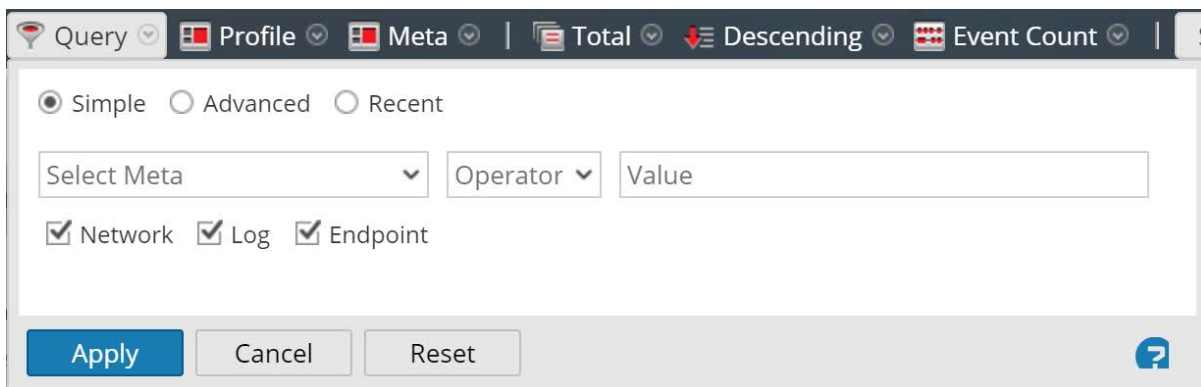 Query Profile Meta | Total Descending Event Count |
Simple Advanced Recent
Select Meta Operator Value
Network Log Endpoint
Apply Cancel Reset ?